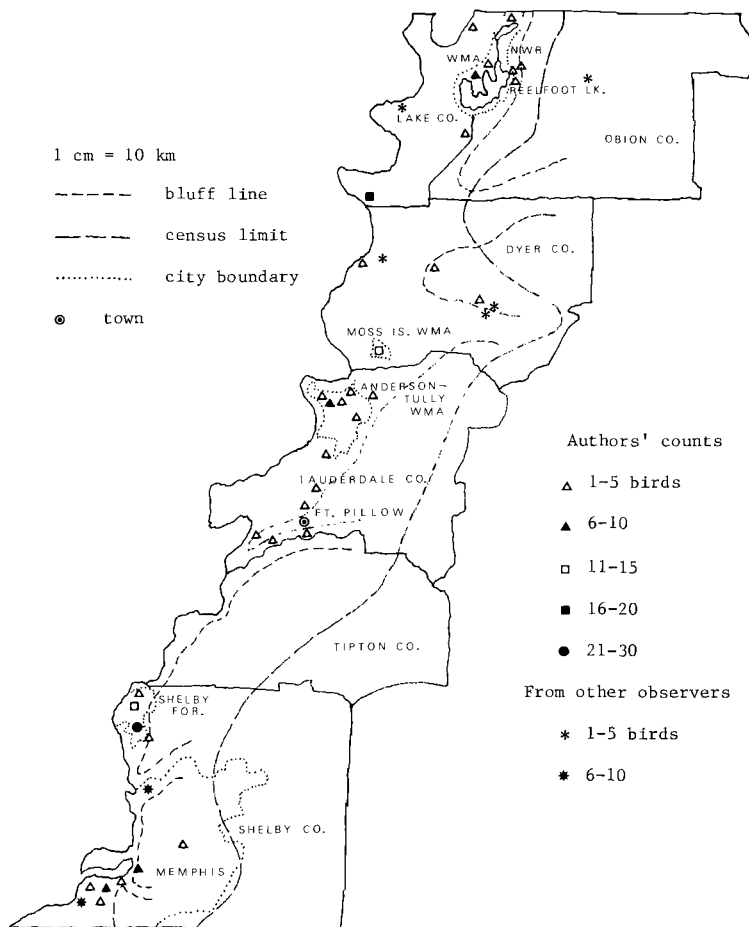 WMA.
NWR
REELFOOT LK.
LAKE CO.
OBION CO.
1 cm = 10 km
bluff line
census limit
city boundary
town
DYER CO.
MOSS IS. WMA
ANDERSON-
TULLY
WMA
LAUDERDALE CO.
FT. PILLOW
TIPTON CO.
SHELBY
FOR.
SHELBY CO.
MEMPHIS
Authors' counts
1-5 birds
6-10
11-15
16-20
21-30
From other observers
1-5 birds
6-10